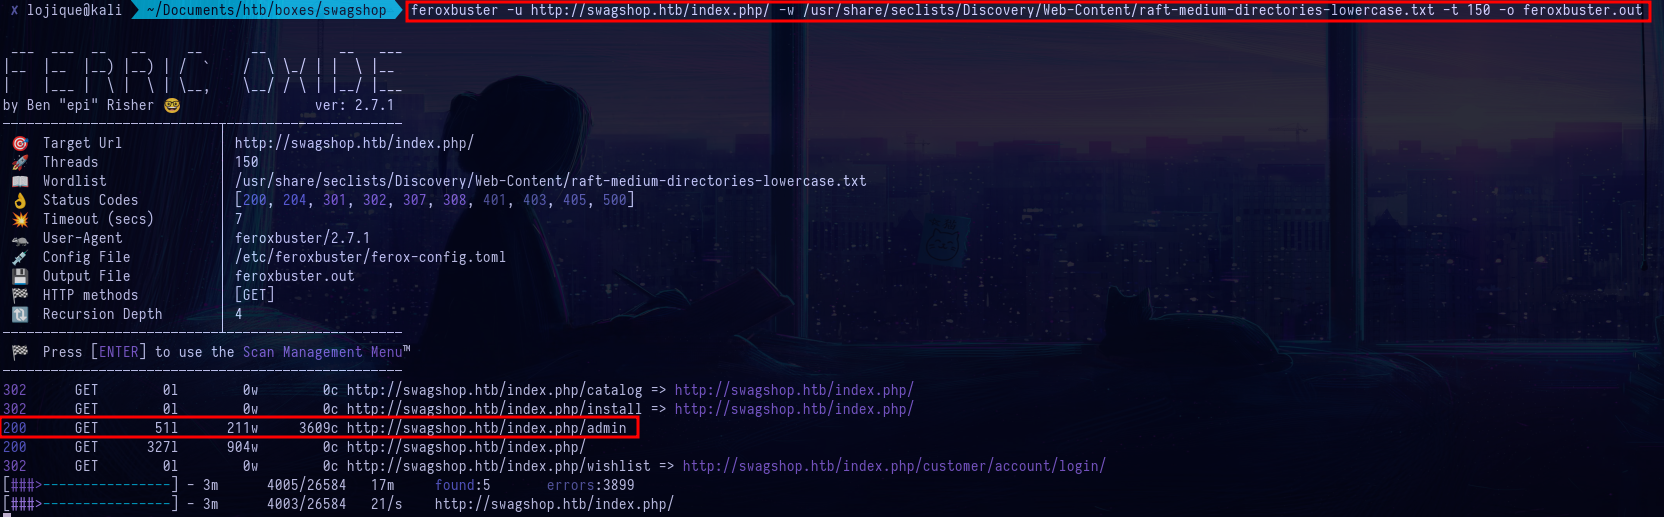 ✗ lojique@kali ~/Documents/htb/boxes/swagshop feroxbuster -u http://swagshop.htb/index.php/ -w /usr/share/seclists/Discovery/Web-Content/raft-medium-directories-lowercase.txt -t 150 -o feroxbuster.out
FERRIC OXIDE
by Ben "epi" Risher 🤓 ver: 2.7.1
🎯 Target Url │ http://swagshop.htb/index.php/
🚀 Threads │ 150
📖 Wordlist │ /usr/share/seclists/Discovery/Web-Content/raft-medium-directories-lowercase.txt
👌 Status Codes │ [200, 204, 301, 302, 307, 308, 401, 403, 405, 500]
💥 Timeout (secs) │ 7
🦡 User-Agent │ feroxbuster/2.7.1
💉 Config File │ /etc/feroxbuster/ferox-config.toml
💾 Output File │ feroxbuster.out
🏁 HTTP methods │ [GET]
🔃 Recursion Depth │ 4
🏁 Press [ENTER] to use the Scan Management Menu™
302 GET 0l 0w 0c http://swagshop.htb/index.php/catalog => http://swagshop.htb/index.php/
302 GET 0l 0w 0c http://swagshop.htb/index.php/install => http://swagshop.htb/index.php/
200 GET 51l 211w 3609c http://swagshop.htb/index.php/admin
200 GET 327l 904w 0c http://swagshop.htb/index.php/
302 GET 0l 0w 0c http://swagshop.htb/index.php/wishlist => http://swagshop.htb/index.php/customer/account/login/
[###>----------------] - 3m 4005/26584 17m found:5 errors:3899
[###>----------------] - 3m 4003/26584 21/s http://swagshop.htb/index.php/